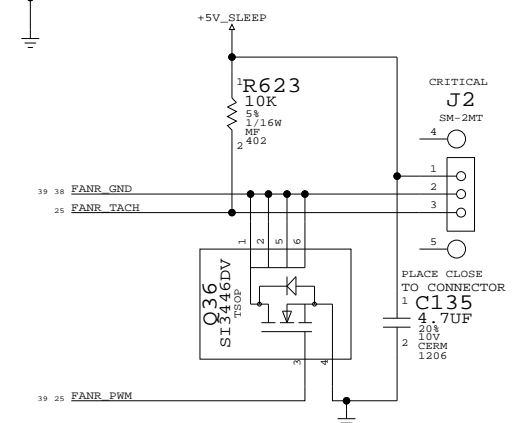 +5V_SLEEP
1
R623
10K
5%
1/16W
MF
402
2
CRITICAL
J2
SM-2MT
4
1
2
3
5
39 38 FANR_GND
25 FANR_TACH
1
2
5
6
Q36
SI3446DV
TSOP
3
4
PLACE CLOSE
TO CONNECTOR
1
C135
4.7UF
20%
10V
CERM
1206
2
39 25 FANR_PWM